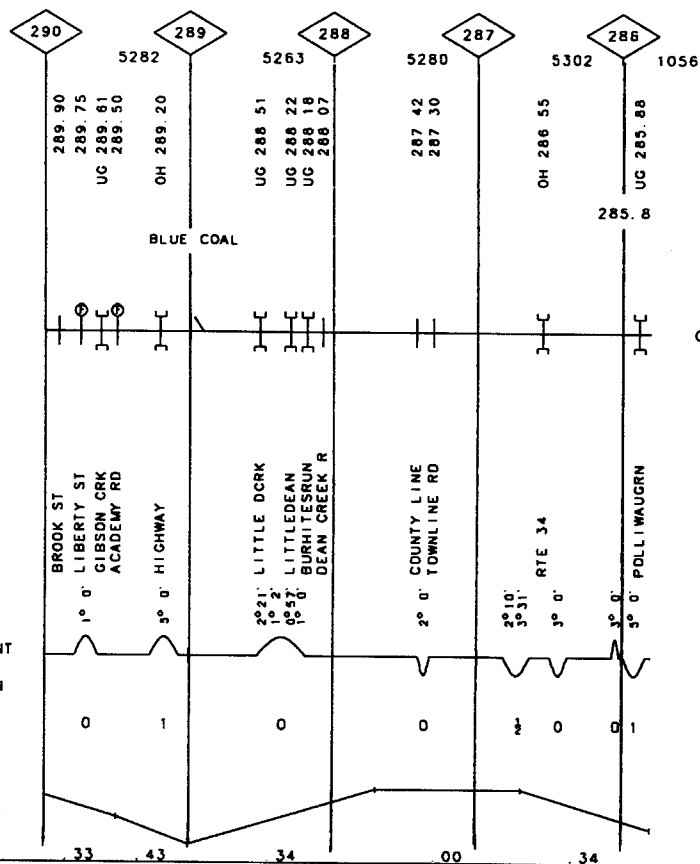 290
289
288
287
286
5282
5263
5280
5302
1056
289.90
289.75
UG 289.61
289.50
OH 289.20
UG 288 51
UG 288 22
UG 288 18
288 07
287 42
287 30
OH 286 55
UG 285.88
285.8
BLUE COAL
BROOK ST
1° 0' LIBERTY ST
GIBSON CRK
ACADEMY RD
5° 0' HIGHWAY
2°21' LITTLE DCRK
1° 2'
0°57' LITTLEDEAN
1° 0' BURHITESRUN
DEAN CREEK R
2° 0' COUNTY LINE
TOWNLINE RD
2°10'
3°31' RTE 34
3° 0'
3° 0'
5° 0' POLLIWAUGRN
NT
N
0 1 0 0 ½ 0 0 1
.33 .43 .34 .00 .34